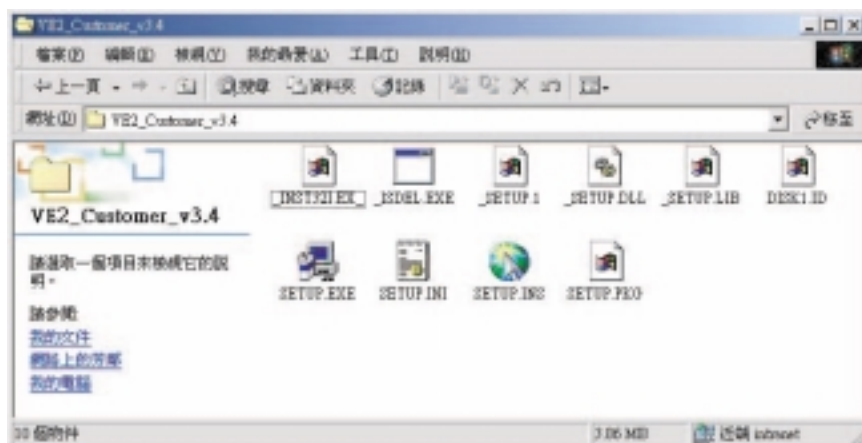 VE2_Customer_v3.4
檔案(F) 編輯(E) 檢視(V) 我的最愛(A) 工具(T) 說明(H)
上一頁 搜尋 資料夾 記錄
網址(D) VE2_Customer_v3.4 移至
_INST32I.EX_ _ISDEL.EXE _SETUP.1 _SETUP.DLL _SETUP.LIB DISK1.ID
SETUP.EXE SETUP.INI SETUP.INS SETUP.PKG
VE2_Customer_v3.4
請選取一個項目來檢視它的說
明。
請參閱:
我的文件
網路上的芳鄰
我的電腦
10 個物件 3.06 MB 近端 intranet